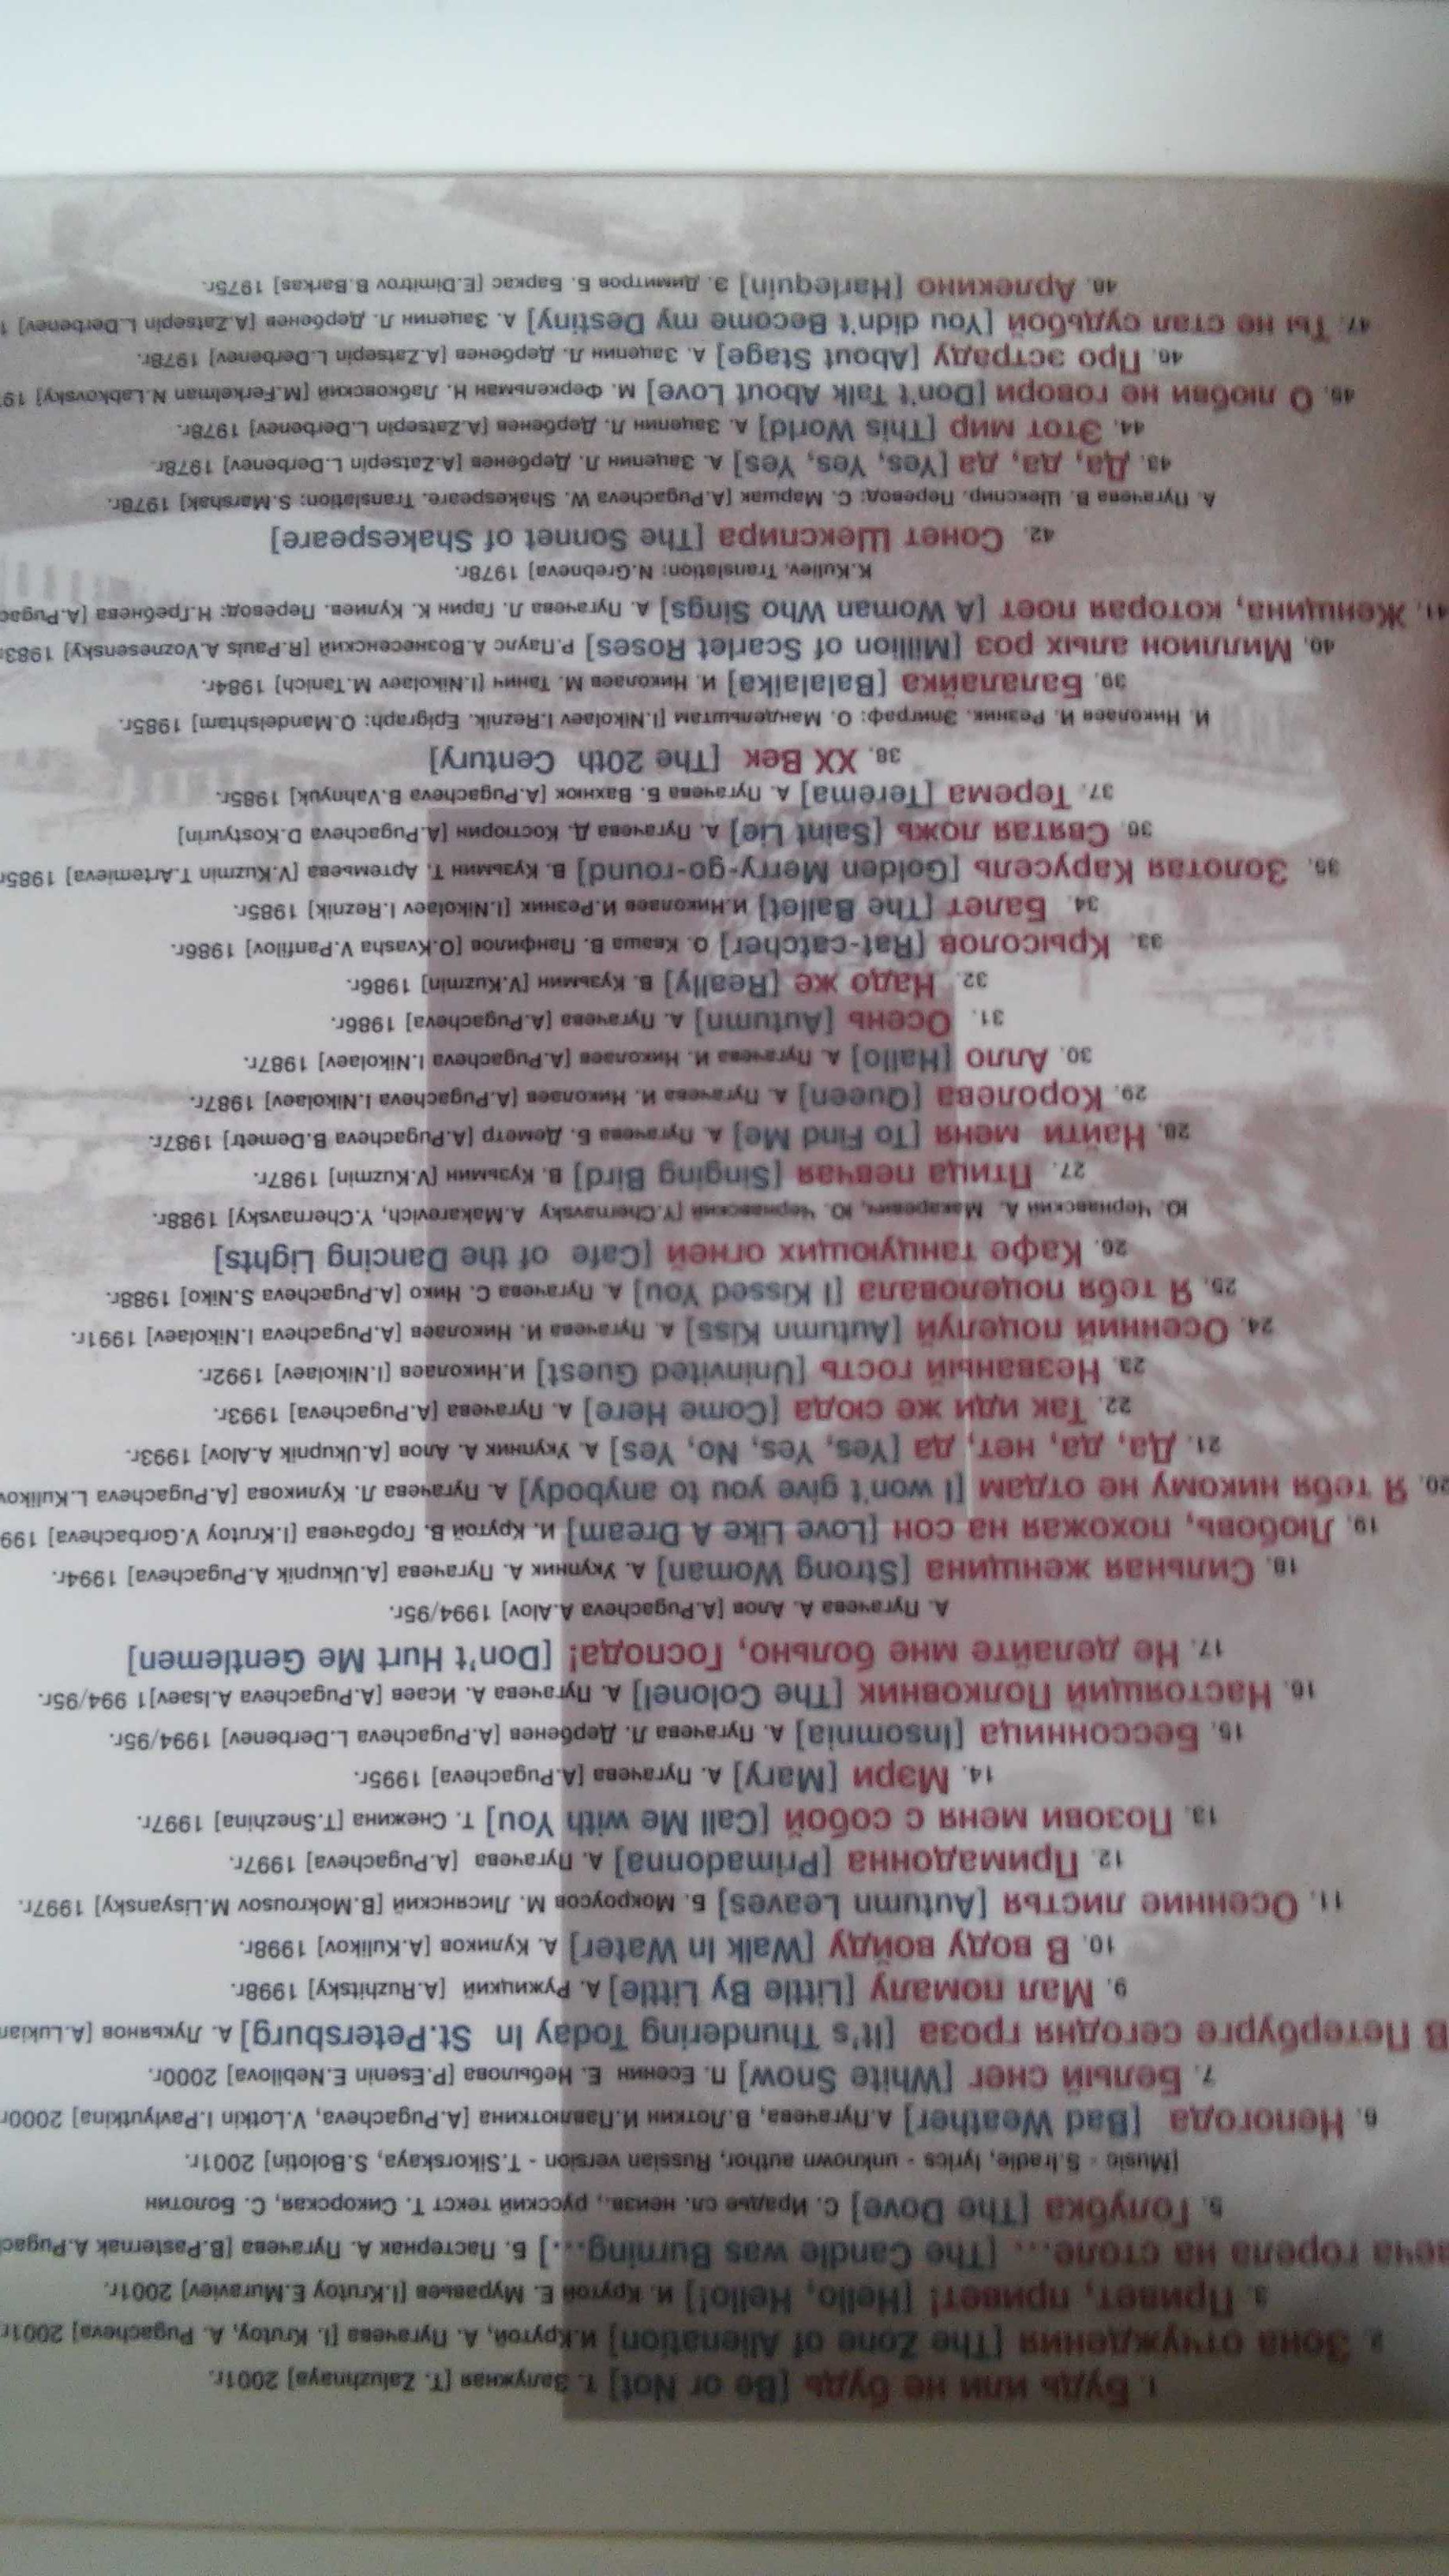 1. Будь или не будь [Be or Not] Т. Залужная [T. Zaluzhnaya] 2001г.
2. Зона отчуждения [The Zone of Alienation] И.Крутой, А. Пугачева [I. Krutoy, A. Pugacheva] 2001г
3. Привет, привет! [Hello, Hello!] И. Крутой Е. Муравьев [I.Krutoy E.Muraviev] 2001г.
горела на столе... [The Candle was Burning...] Б. Пастернак А. Пугачева [B.Pasternak A.Pugac
5. Голубка [The Dove] С. Ирадье сл. неизв., русский текст Т. Сикорская, С. Болотин
[Music - S.Iradie, lyrics - unknown author, Russian version - T.Sikorskaya, S.Bolotin] 2001г.
6. Непогода [Bad Weather] А.Пугачева, В.Лоткин И.Павлюткина [A.Pugacheva, V.Lotkin I.Pavlyutkina] 2000г
7. Белый снег [White Snow] П. Есенин Е. Небылова [P.Esenin E.Nebilova] 2000г.
В Петербурге сегодня гроза [It's Thundering Today In St.Petersburg] А. Лукьянов [A.Lukian
9. Мал помалу [Little By Little] А. Ружицкий [A.Ruzhitsky] 1998г.
10. В воду войду [Walk In Water] А. Куликов [A.Kulikov] 1998г.
11. Осенние листья [Autumn Leaves] Б. Мокроусов М. Лисянский [B.Mokrousov M.Lisyansky] 1997г.
12. Примадонна [Primadonna] А. Пугачева [A.Pugacheva] 1997г.
13. Позови меня с собой [Call Me with You] Т. Снежина [T.Snezhina] 1997г.
14. Мэри [Mary] А. Пугачева [A.Pugacheva] 1995г.
15. Бессонница [Insomnia] А. Пугачева Л. Дербенев [A.Pugacheva L.Derbenev] 1994/95г.
16. Настоящий Полковник [The Colonel] А. Пугачева А. Исаев [A.Pugacheva A.Isaev]1 994/95г.
17. Не делайте мне больно, Господа! [Don't Hurt Me Gentlemen]
А. Пугачева А. Алов [A.Pugacheva A.Alov] 1994/95г.
18. Сильная женщина [Strong Woman] А. Укупник А. Пугачева [A.Ukupnik A.Pugacheva] 1994г.
19. Любовь, похожая на сон [Love Like A Dream] И. Крутой В. Горбачева [I.Krutoy V.Gorbacheva] 199
20. Я тебя никому не отдам [I won't give you to anybody] А. Пугачева Л. Куликова [A.Pugacheva L.Kulikov
21. Да, да, нет, да [Yes, Yes, No, Yes] А. Укупник А. Алов [A.Ukupnik A.Alov] 1993г.
22. Так иди же сюда [Come Here] А. Пугачева [A.Pugacheva] 1993г.
23. Незваный гость [Uninvited Guest] И.Николаев [I.Nikolaev] 1992г.
24. Осенний поцелуй [Autumn Kiss] А. Пугачева И. Николаев [A.Pugacheva I.Nikolaev] 1991г.
25. Я тебя поцеловала [I Kissed You] А. Пугачева С. Нико [A.Pugacheva S.Niko] 1988г.
26. Кафе танцующих огней [Cafe of the Dancing Lights]
Ю. Чернавский А. Макаревич, Ю. Чернавский [Y.Chernavsky A.Makarevich, Y.Chernavsky] 1988г.
27. Птица певчая [Singing Bird] В. Кузьмин [V.Kuzmin] 1987г.
28. Найти меня [To Find Me] А. Пугачева Б. Деметр [A.Pugacheva B.Demetr] 1987г.
29. Королева [Queen] А. Пугачева И. Николаев [A.Pugacheva I.Nikolaev] 1987г.
30. Алло [Hallo] А. Пугачева И. Николаев [A.Pugacheva I.Nikolaev] 1987г.
31. Осень [Autumn] А. Пугачева [A.Pugacheva] 1986г.
32. Надо же [Really] В. Кузьмин [V.Kuzmin] 1986г.
33. Крысолов [Rat-catcher] О. Кваша В. Панфилов [O.Kvasha V.Panfilov] 1986г.
34. Балет [The Ballet] И.Николаев И.Резник [I.Nikolaev I.Reznik] 1985г.
35. Золотая Карусель [Golden Merry-go-round] В. Кузьмин Т. Артемьева [V.Kuzmin T.Artemieva] 1985г
36. Святая ложь [Saint Lie] А. Пугачева Д. Костюрин [A.Pugacheva D.Kostyurin]
37. Терема [Terema] А. Пугачева Б. Вахнюк [A.Pugacheva B.Vahnyuk] 1985г.
38. XX Век [The 20th Century]
И. Николаев И. Резник. Эпиграф: О. Мандельштам [I.Nikolaev I.Reznik. Epigraph: O.Mandelshtam] 1985г.
39. Балалайка [Balalaika] И. Николаев М. Танич [I.Nikolaev M.Tanich] 1984г.
40. Миллион алых роз [Million of Scarlet Roses] Р.Паулс А.Вознесенский [R.Pauls A.Voznesensky] 1983г
41. Женщина, которая поет [A Woman Who Sings] А. Пугачева Л. Гарин К. Кулиев. Перевод: Н.Гребнева [A.Pugac
K.Kuliev. Translation: N.Grebneva] 1978г.
42. Сонет Шекспира [The Sonnet of Shakespeare]
А. Пугачева В. Шекспир. Перевод: С. Маршак [A.Pugacheva W. Shakespeare. Translation: S.Marshak] 1978г.
43. Да, да, да [Yes, Yes, Yes] А. Зацепин Л. Дербенев [A.Zatsepin L.Derbenev] 1978г.
44. Этот мир [This World] А. Зацепин Л. Дербенев [A.Zatsepin L.Derbenev] 1978г.
45. О любви не говори [Don't Talk About Love] М. Феркельман Н. Лабковский [M.Ferkelman N.Labkovsky] 19
46. Про эстраду [About Stage] А. Зацепин Л. Дербенев [A.Zatsepin L.Derbenev] 1978г.
47. Ты не стал судьбой [You didn't Become my Destiny] А. Зацепин Л. Дербенев [A.Zatsepin L.Derbenev] 1
48. Арлекино [Harlequin] Э. Димитров Б. Баркас [E.Dimitrov B.Barkas] 1975г.